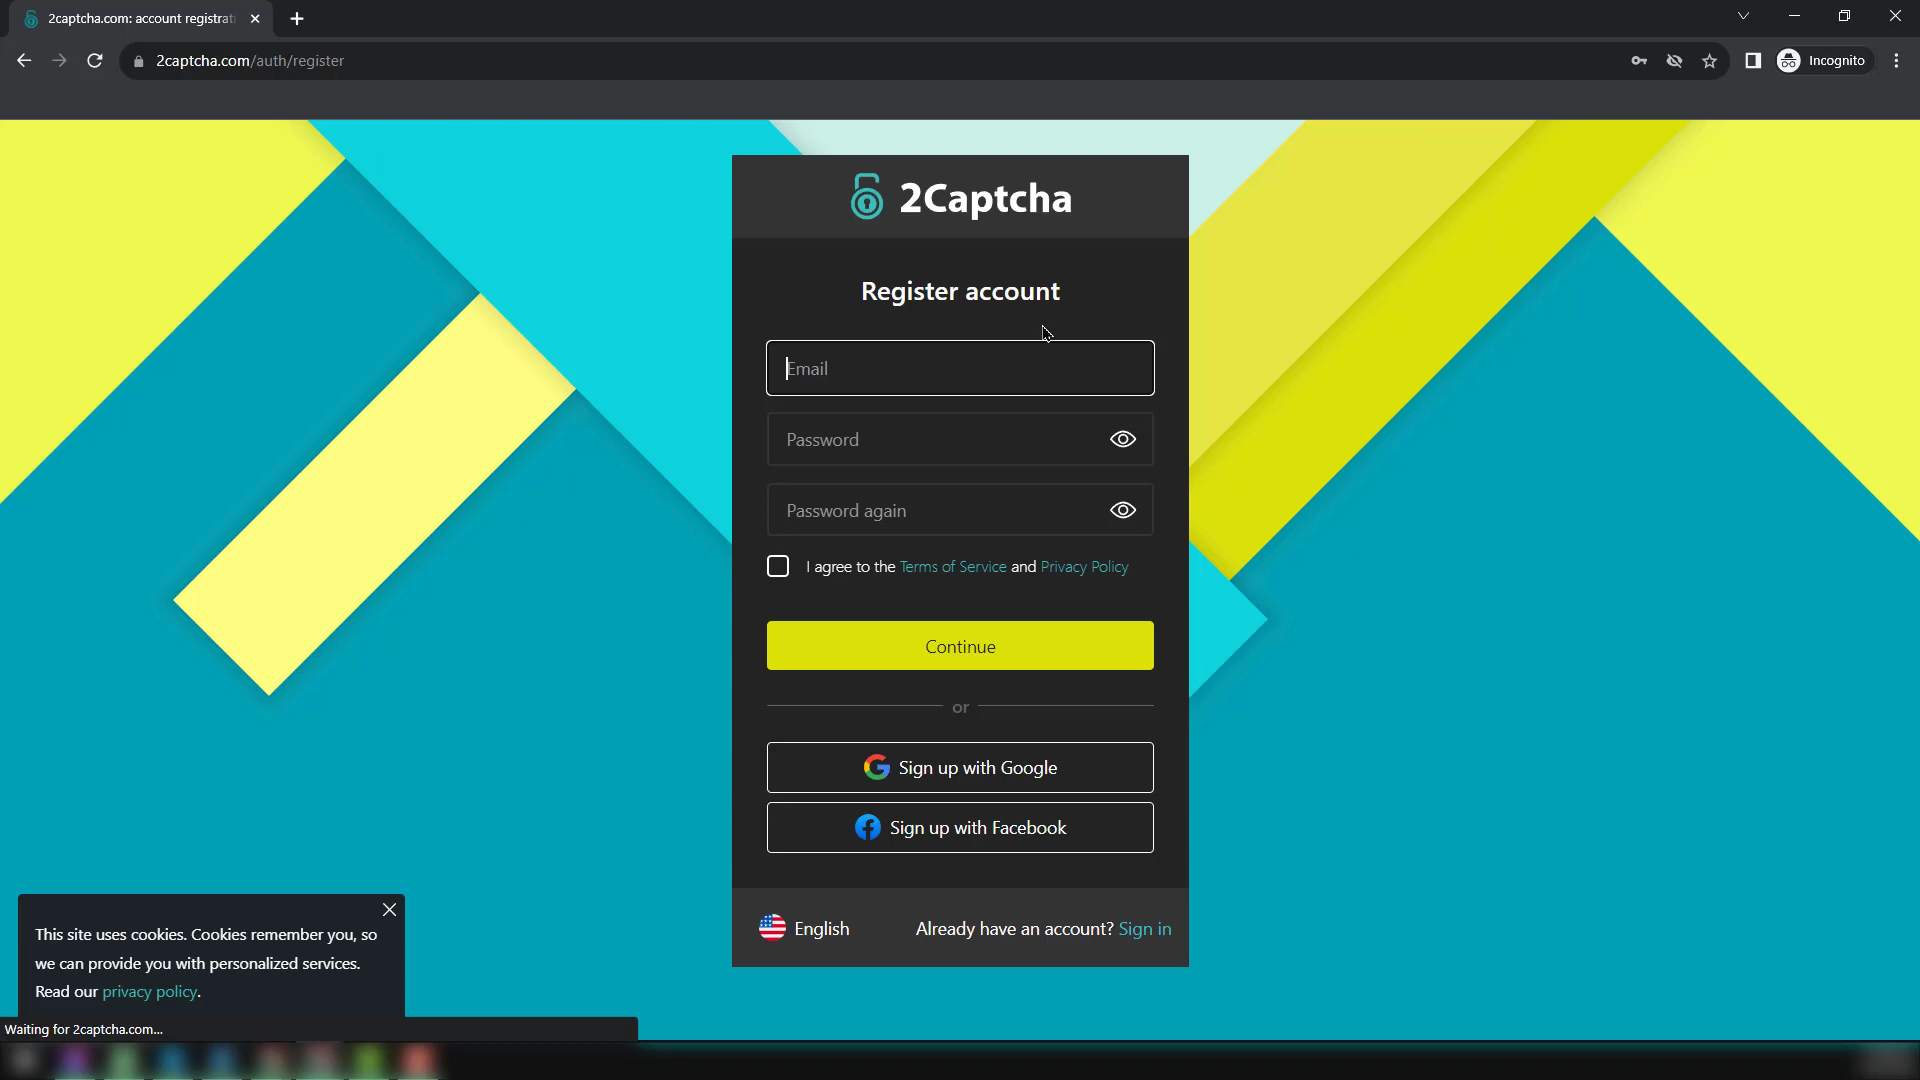 2captcha.com: account registrati
2captcha.com/auth/register
Incognito
2Captcha
Register account
Email
Password
Password again
I agree to the Terms of Service and Privacy Policy
Continue
or
Sign up with Google
Sign up with Facebook
English
Already have an account? Sign in
This site uses cookies. Cookies remember you, so
we can provide you with personalized services.
Read our privacy policy.
Waiting for 2captcha.com...